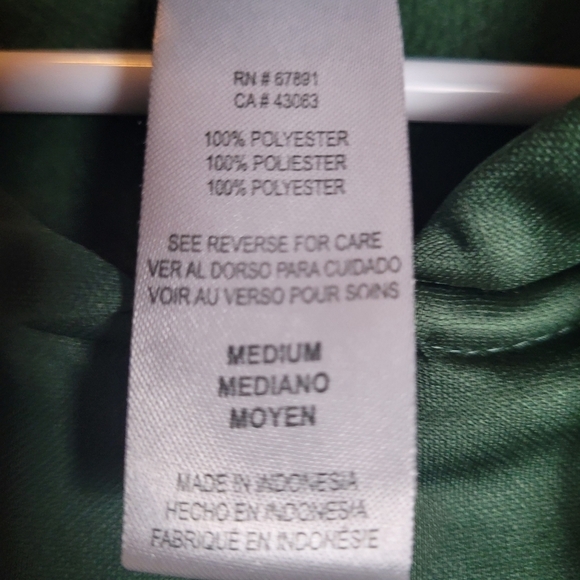 RN # 67891
CA # 43063
100% POLYESTER
100% POLIESTER
100% POLYESTER
SEE REVERSE FOR CARE
VER AL DORSO PARA CUIDADO
VOIR AU VERSO POUR SOINS
MEDIUM
MEDIANO
MOYEN
MADE IN INDONESIA
HECHO EN INDONESIA
FABRIQUÉ EN INDONÉSIE